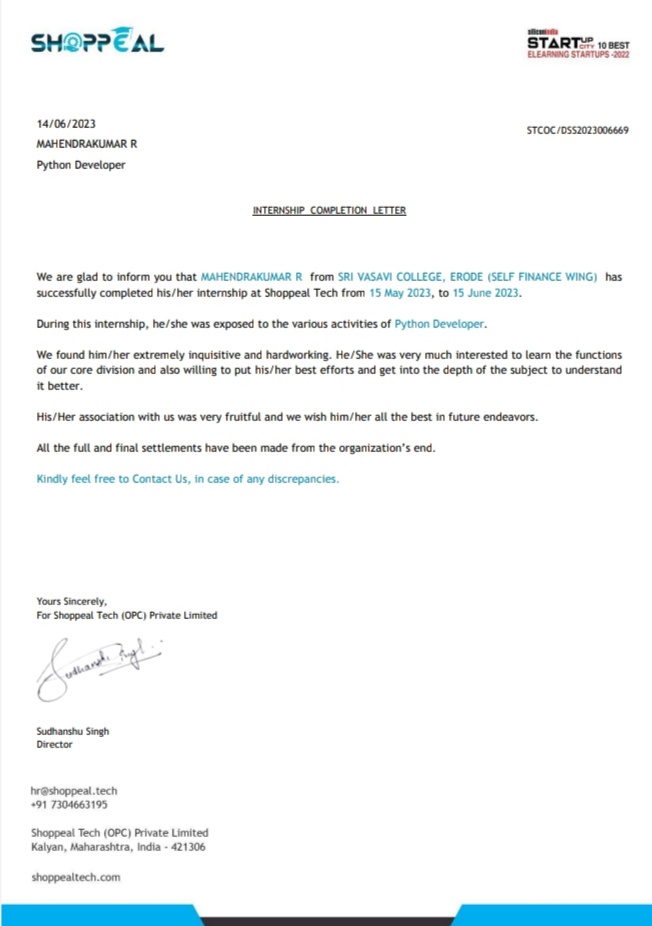 SHOPPEAL
siliconindia
STARTUP CITY 10 BEST
ELEARNING STARTUPS -2022
14/06/2023
STCOC/DSS2023006669
MAHENDRAKUMAR R
Python Developer
INTERNSHIP COMPLETION LETTER
We are glad to inform you that MAHENDRAKUMAR R from SRI VASAVI COLLEGE, ERODE (SELF FINANCE WING) has
successfully completed his/her internship at Shoppeal Tech from 15 May 2023, to 15 June 2023.
During this internship, he/she was exposed to the various activities of Python Developer.
We found him/her extremely inquisitive and hardworking. He/She was very much interested to learn the functions
of our core division and also willing to put his/her best efforts and get into the depth of the subject to understand
it better.
His/Her association with us was very fruitful and we wish him/her all the best in future endeavors.
All the full and final settlements have been made from the organization’s end.
Kindly feel free to Contact Us, in case of any discrepancies.
Yours Sincerely,
For Shoppeal Tech (OPC) Private Limited
Sudhanshu Singh
Director
hr@shoppeal.tech
+91 7304663195
Shoppeal Tech (OPC) Private Limited
Kalyan, Maharashtra, India - 421306
shoppealtech.com